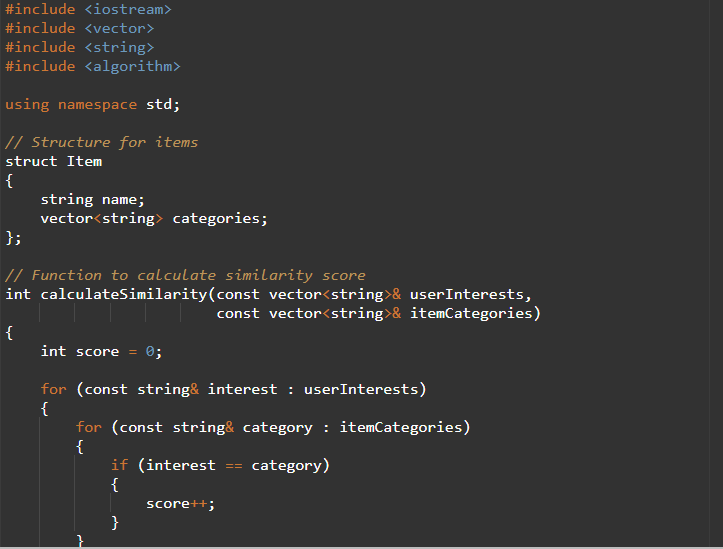 #include <iostream>
#include <vector>
#include <string>
#include <algorithm>
using namespace std;
// Structure for items
struct Item
{
    string name;
    vector<string> categories;
};
// Function to calculate similarity score
int calculateSimilarity(const vector<string>& userInterests,
                        const vector<string>& itemCategories)
{
    int score = 0;
    for (const string& interest : userInterests)
    {
        for (const string& category : itemCategories)
        {
            if (interest == category)
            {
                score++;
            }
        }